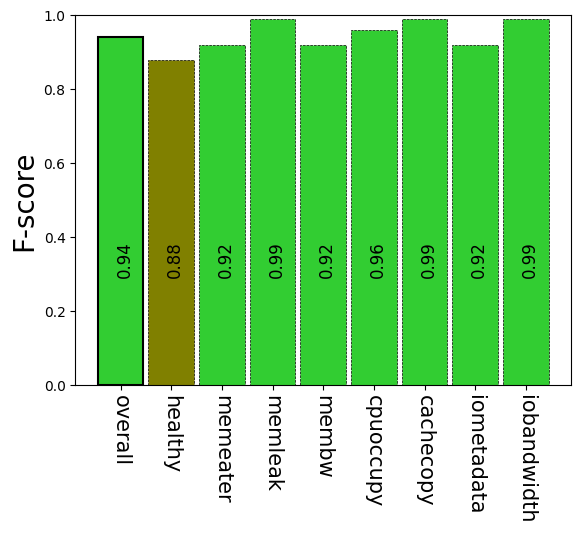 F-score
1.0
0.8
0.6
0.4
0.2
0.0
0.94
0.88
0.92
0.99
0.92
0.96
0.99
0.92
0.99
overall
healthy
memeater
memleak
membw
cpuoccupy
cachecopy
iometadata
iobandwidth